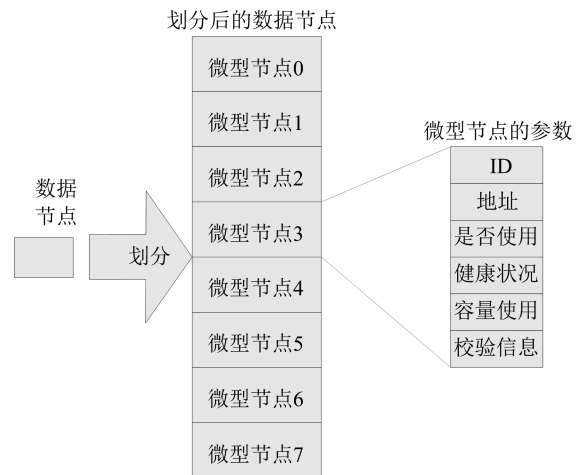 划分后的数据节点
微型节点0
微型节点1
微型节点2
微型节点3
微型节点4
微型节点5
微型节点6
微型节点7
数据
节点
划分
微型节点的参数
ID
地址
是否使用
健康状况
容量使用
校验信息